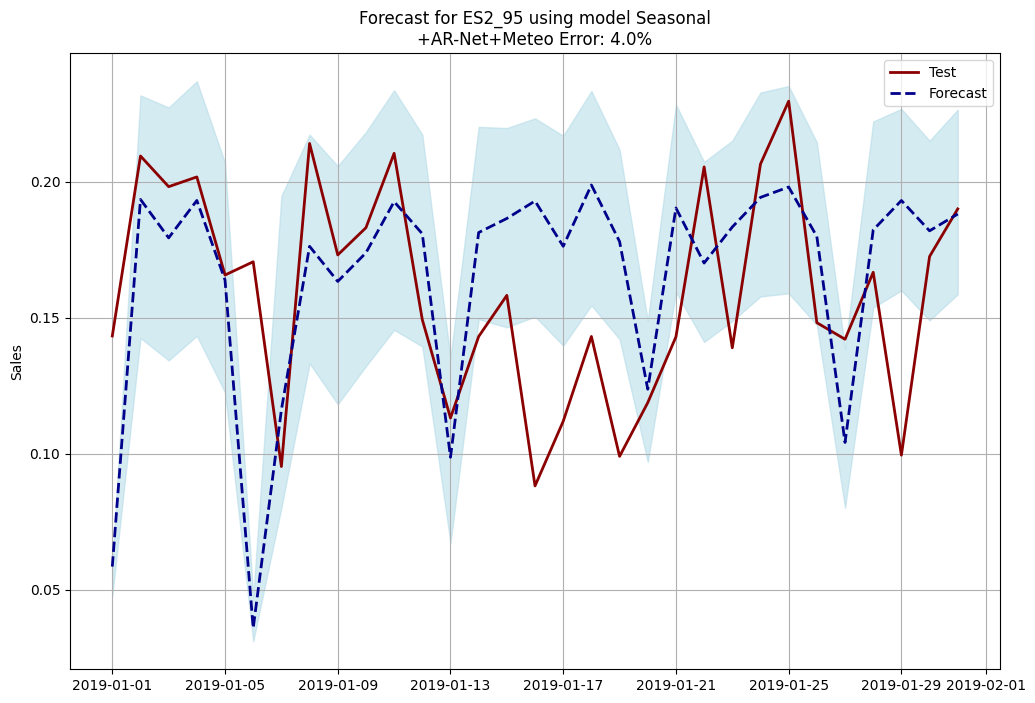 Forecast for ES2_95 using model Seasonal
+AR-Net+Meteo Error: 4.0%
Test
Forecast
Sales
0.20
0.15
0.10
0.05
2019-01-01
2019-01-05
2019-01-09
2019-01-13
2019-01-17
2019-01-21
2019-01-25
2019-01-29
2019-02-01